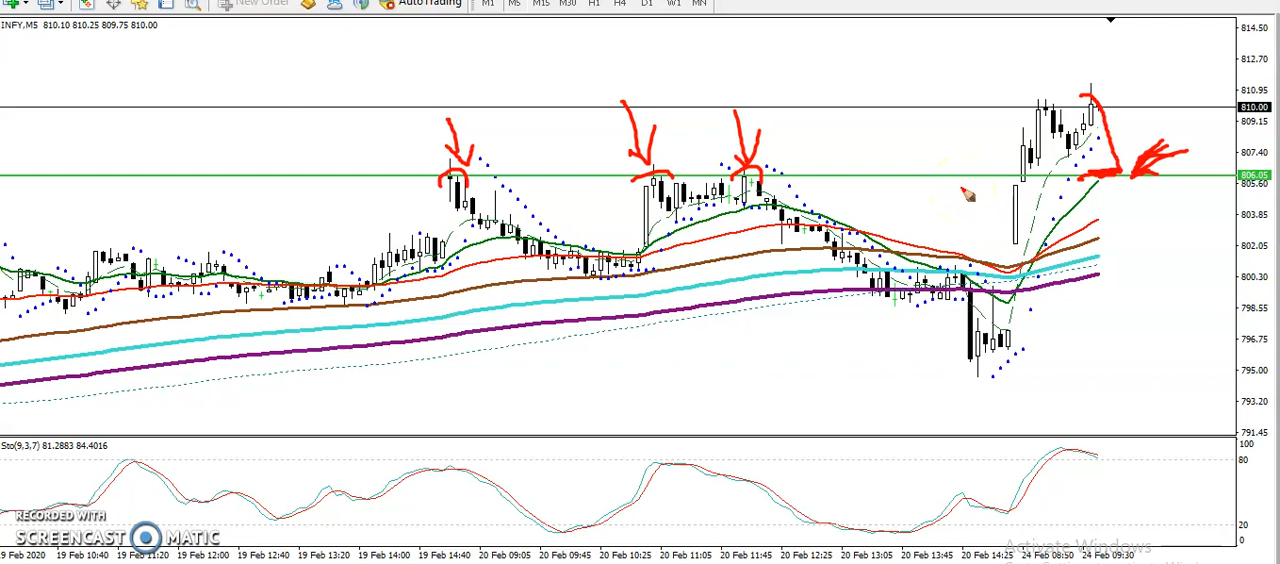 New Order AutoTrading M1 M5 M15 M30 H1 H4 D1 W1 MN
INFY,M5 810.10 810.25 809.75 810.00
814.50
812.70
810.95
810.00
809.15
807.40
806.05
805.60
803.85
802.05
800.30
798.55
796.75
795.00
793.20
791.45
Sto(9,3,7) 81.2883 84.4016
100
80
20
0
RECORDED WITH
SCREENCAST MATIC
Activate Windows
19 Feb 2020 19 Feb 10:40 19 Feb 11:20 19 Feb 12:00 19 Feb 12:40 19 Feb 13:20 19 Feb 14:00 19 Feb 14:40 20 Feb 09:05 20 Feb 09:45 20 Feb 10:25 20 Feb 11:05 20 Feb 11:45 20 Feb 12:25 20 Feb 13:05 20 Feb 13:45 20 Feb 14:25 24 Feb 08:50 24 Feb 09:30